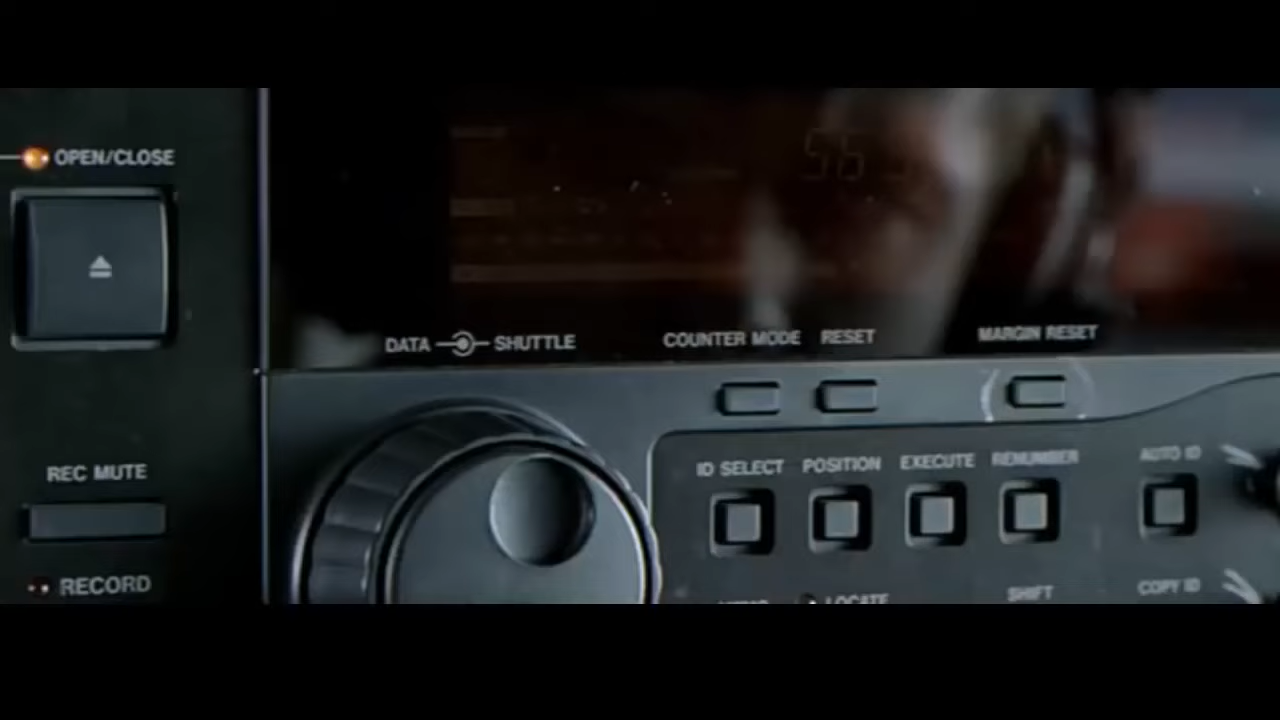 OPEN/CLOSE
DATA SHUTTLE
COUNTER MODE RESET
MARGIN RESET
REC MUTE
ID SELECT POSITION EXECUTE RENUMBER
AUTO ID
RECORD
LOCATE
SHIFT
COPY ID